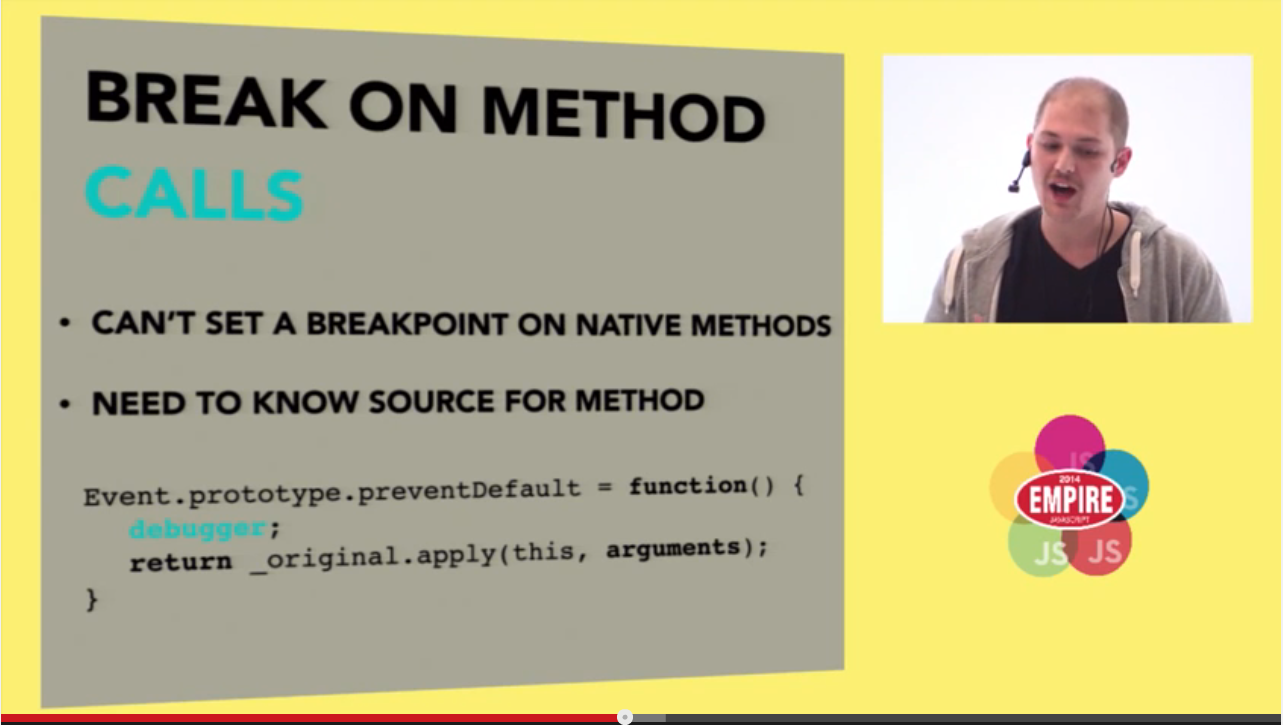 BREAK ON METHOD
CALLS
• CAN'T SET A BREAKPOINT ON NATIVE METHODS
• NEED TO KNOW SOURCE FOR METHOD
Event.prototype.preventDefault = function() {
debugger;
return _original.apply(this, arguments);
}
JS
JS
2014
EMPIRE
JAVASCRIPT
JS
JS